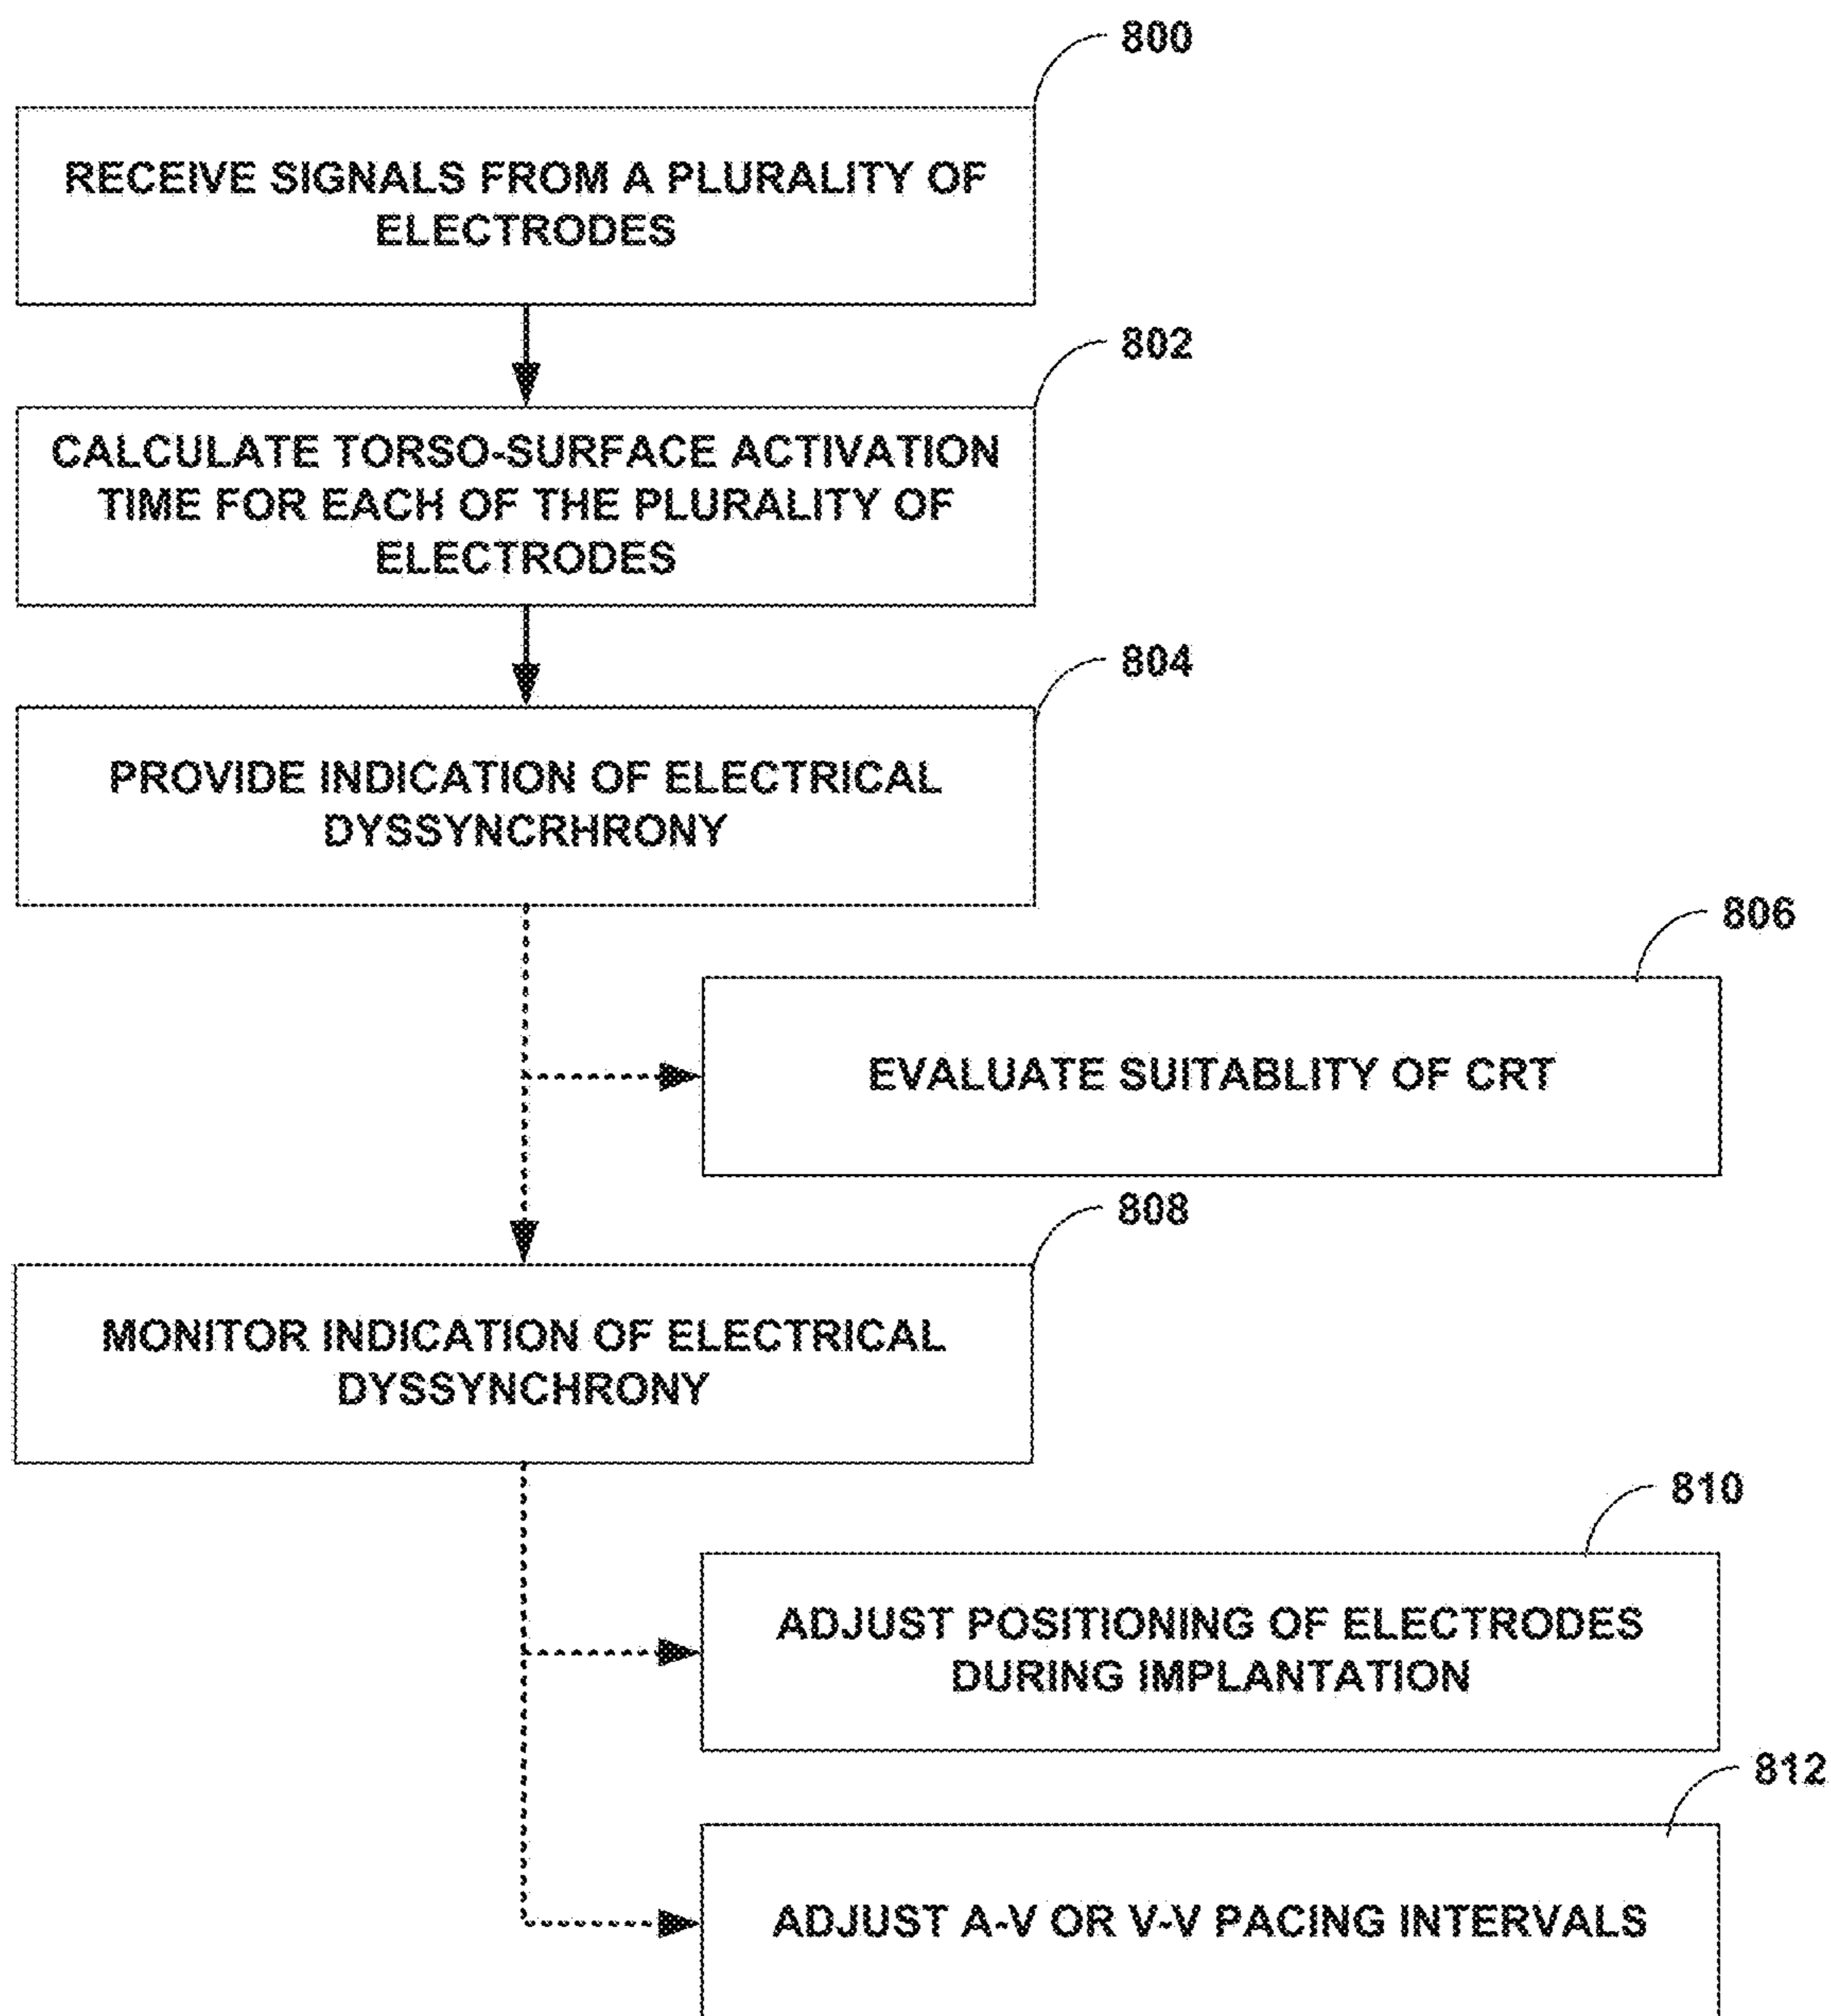 800
RECEIVE SIGNALS FROM A PLURALITY OF
ELECTRODES
802
CALCULATE TORSO-SURFACE ACTIVATION
TIME FOR EACH OF THE PLURALITY OF
ELECTRODES
804
PROVIDE INDICATION OF ELECTRICAL
DYSSYNCRHRONY
806
EVALUATE SUITABLITY OF CRT
808
MONITOR INDICATION OF ELECTRICAL
DYSSYNCHRONY
810
ADJUST POSITIONING OF ELECTRODES
DURING IMPLANTATION
812
ADJUST A-V OR V-V PACING INTERVALS